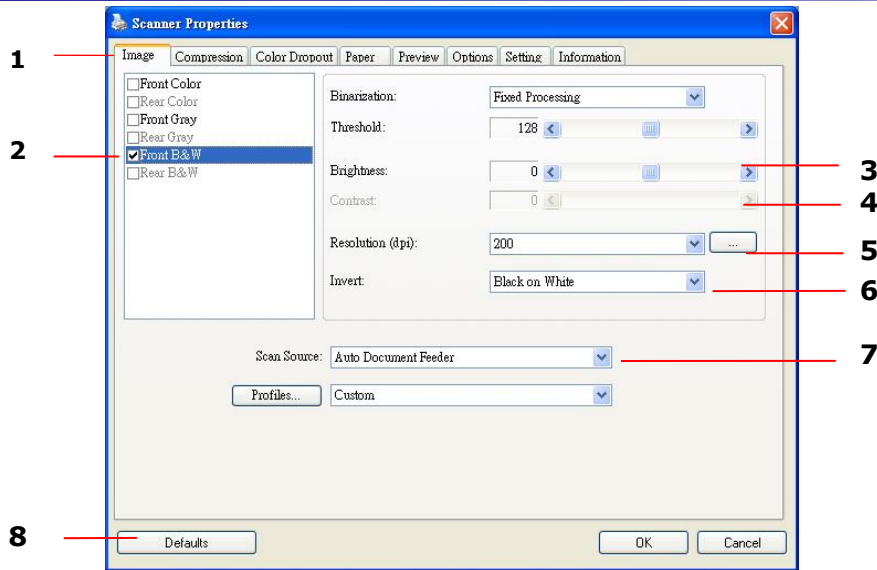 Scanner Properties
1
Image Compression Color Dropout Paper Preview Options Setting Information
Front Color
Rear Color
Front Gray
Rear Gray
2
Front B&W
Rear B&W
Binarization: Fixed Processing
Threshold: 128
Brightness: 0
3
Contrast: 0
4
Resolution (dpi): 200 ...
5
Invert: Black on White
6
Scan Source: Auto Document Feeder
7
Profiles... Custom
8
Defaults OK Cancel